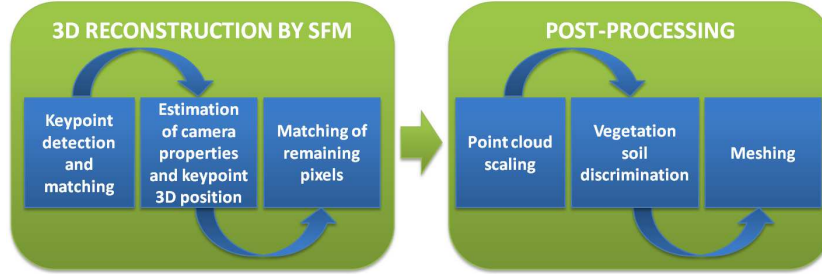 3D RECONSTRUCTION BY SFM
Keypoint
detection
and
matching
Estimation
of camera
properties
and keypoint
3D position
Matching of
remaining
pixels
POST-PROCESSING
Point cloud
scaling
Vegetation
soil
discrimination
Meshing